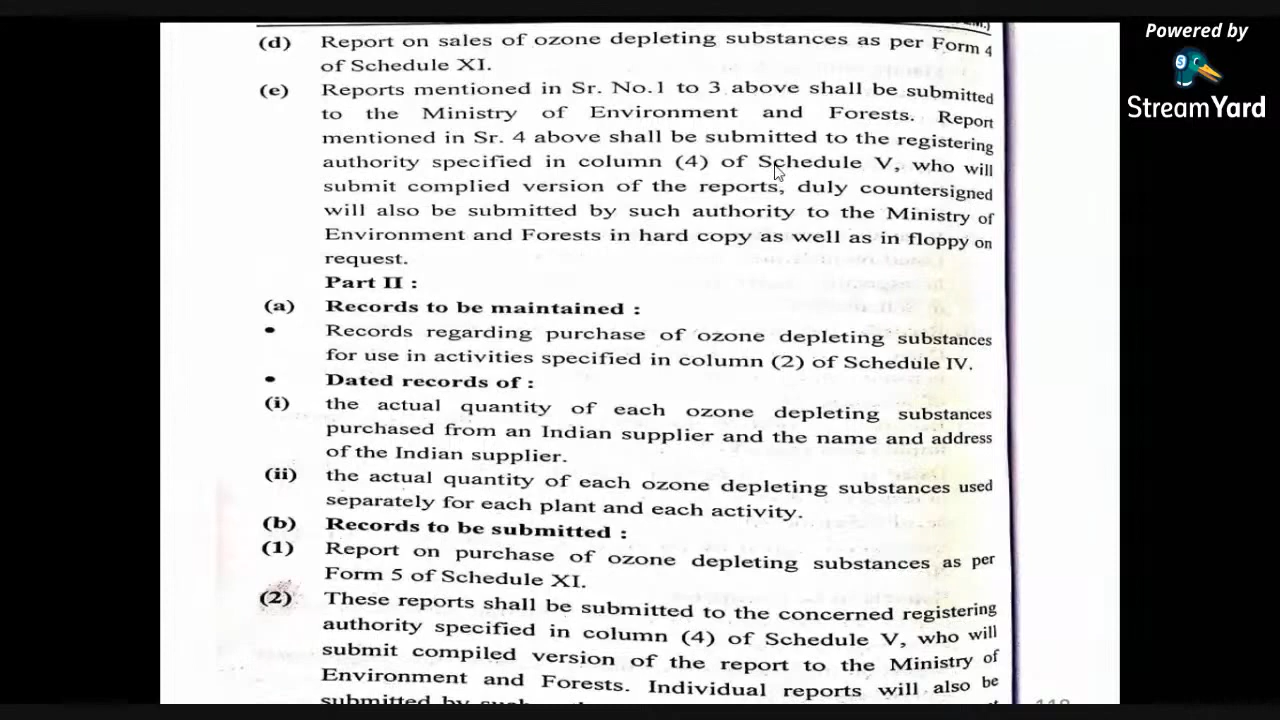 Powered by
StreamYard
(d) Report on sales of ozone depleting substances as per Form 4
of Schedule XI.
(e) Reports mentioned in Sr. No.1 to 3 above shall be submitted
to the Ministry of Environment and Forests. Report
mentioned in Sr. 4 above shall be submitted to the registering
authority specified in column (4) of Schedule V, who will
submit complied version of the reports, duly countersigned
will also be submitted by such authority to the Ministry of
Environment and Forests in hard copy as well as in floppy on
request.
Part II :
(a) Records to be maintained :
• Records regarding purchase of ozone depleting substances
for use in activities specified in column (2) of Schedule IV.
• Dated records of :
(i) the actual quantity of each ozone depleting substances
purchased from an Indian supplier and the name and address
of the Indian supplier.
(ii) the actual quantity of each ozone depleting substances used
separately for each plant and each activity.
(b) Records to be submitted :
(1) Report on purchase of ozone depleting substances as per
Form 5 of Schedule XI.
(2) These reports shall be submitted to the concerned registering
authority specified in column (4) of Schedule V, who will
submit compiled version of the report to the Ministry of
Environment and Forests. Individual reports will also be
submitted by such